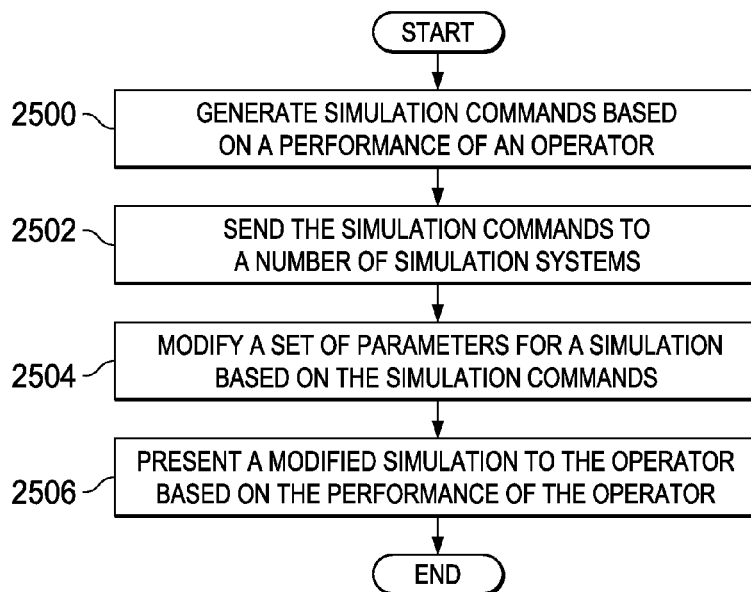 START
2500
GENERATE SIMULATION COMMANDS BASED
ON A PERFORMANCE OF AN OPERATOR
2502
SEND THE SIMULATION COMMANDS TO
A NUMBER OF SIMULATION SYSTEMS
2504
MODIFY A SET OF PARAMETERS FOR A SIMULATION
BASED ON THE SIMULATION COMMANDS
2506
PRESENT A MODIFIED SIMULATION TO THE OPERATOR
BASED ON THE PERFORMANCE OF THE OPERATOR
END